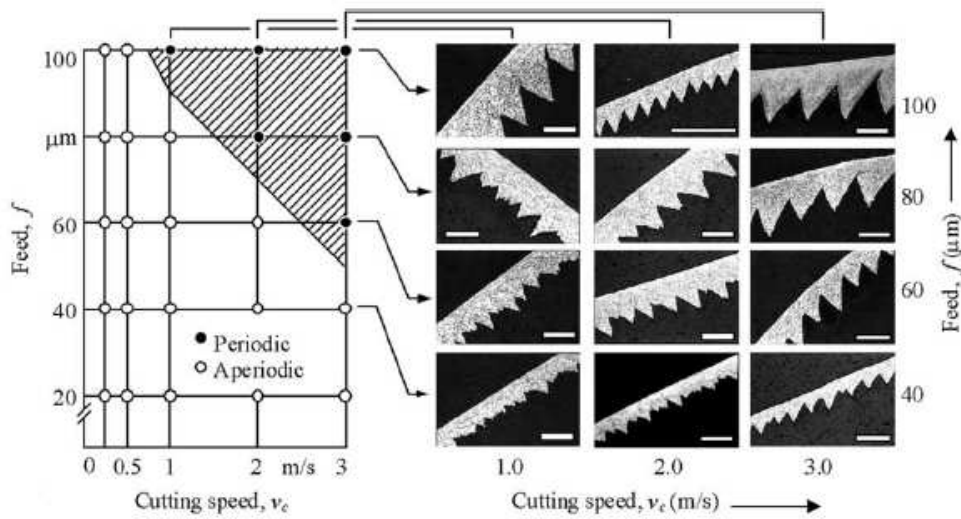 100
μm
60
40
20
Feed, f
Periodic
Aperiodic
0 0.5 1 2 m/s 3
Cutting speed, vc
100
80
60
40
Feed, f (μm)
1.0 2.0 3.0
Cutting speed, vc (m/s)